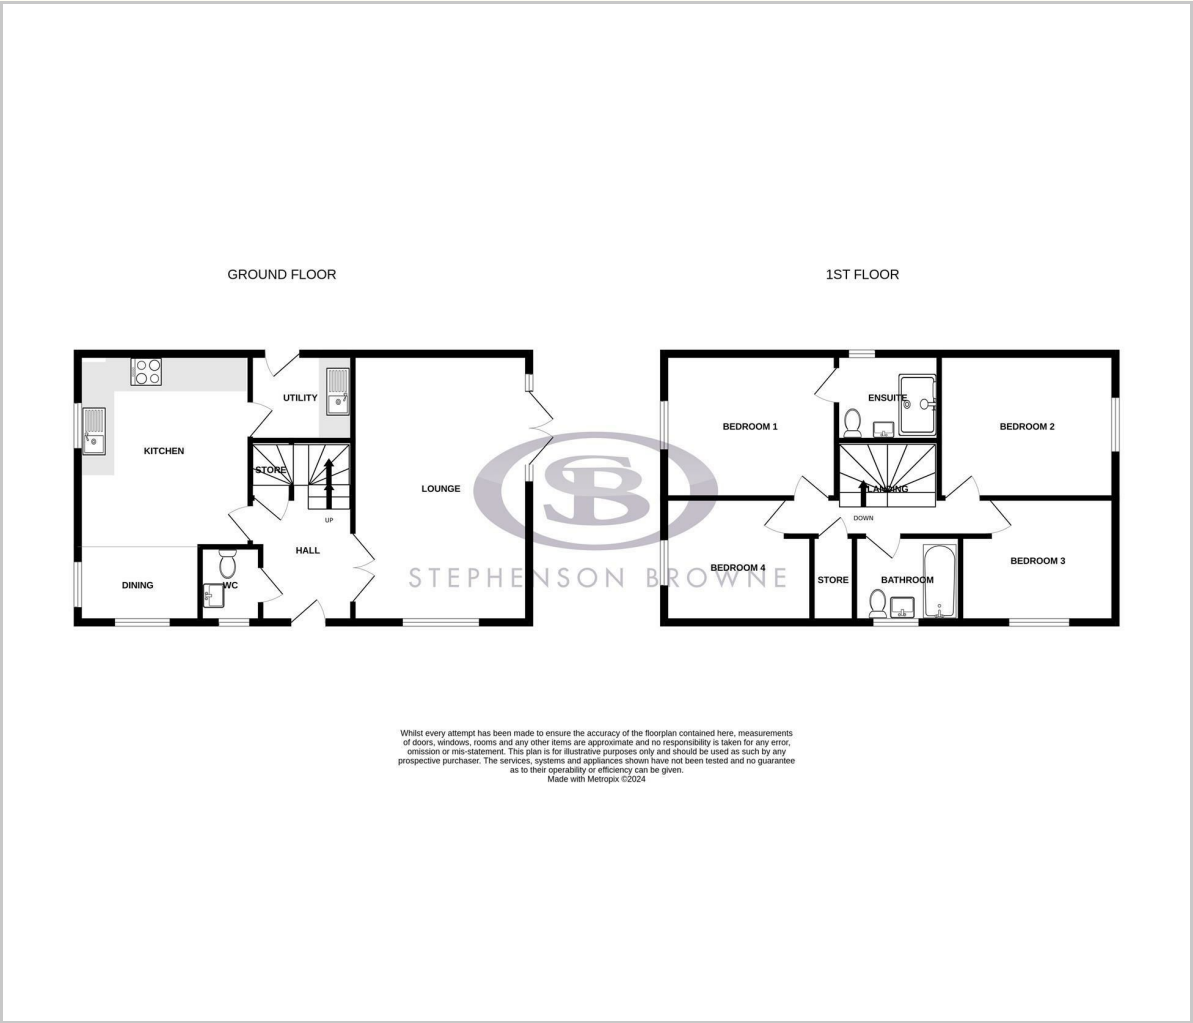 GROUND FLOOR
1ST FLOOR
UTILITY
KITCHEN
STORE
LOUNGE
UP
HALL
DINING
WC
ENSUITE
BEDROOM 1
BEDROOM 2
LANDING
DOWN
BEDROOM 4
STORE
BATHROOM
BEDROOM 3
SB
STEPHENSON BROWNE
Whilst every attempt has been made to ensure the accuracy of the floorplan contained here, measurements
of doors, windows, rooms and any other items are approximate and no responsibility is taken for any error,
omission or mis-statement. This plan is for illustrative purposes only and should be used as such by any
prospective purchaser. The services, systems and appliances shown have not been tested and no guarantee
as to their operability or efficiency can be given.
Made with Metropix ©2024